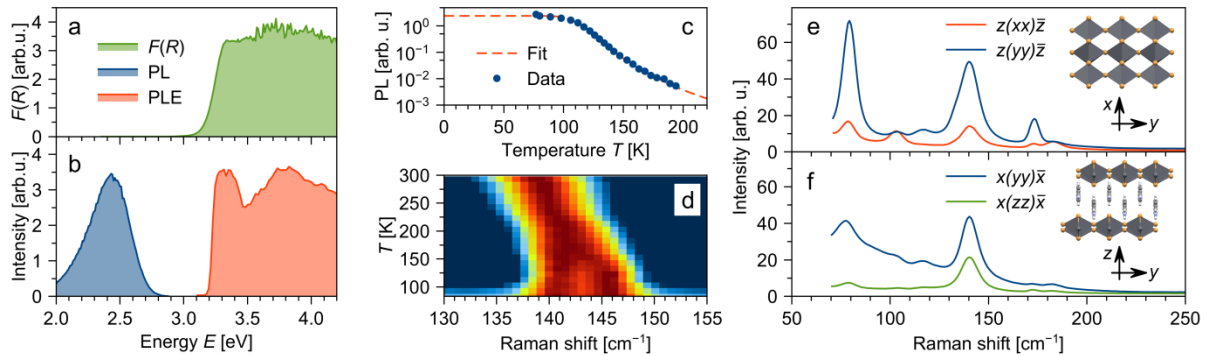 a
F(R) [arb.u.]
4
3
2
1
0
F(R)
PL
PLE
b
Intensity [arb.u.]
4
3
2
1
0
2.0 2.5 3.0 3.5 4.0
Energy E [eV]
c
PL [arb.u.]
10⁰
10⁻¹
10⁻²
10⁻³
Fit
Data
0 50 100 150 200
Temperature T [K]
d
T [K]
300
250
200
150
100
130 135 140 145 150 155
Raman shift [cm⁻¹]
Intensity [arb. u.]
e
60
40
20
0
z(xx)z̄
z(yy)z̄
x
y
f
60
40
20
0
x(yy)x̄
x(zz)x̄
z
y
50 100 150 200 250
Raman shift [cm⁻¹]